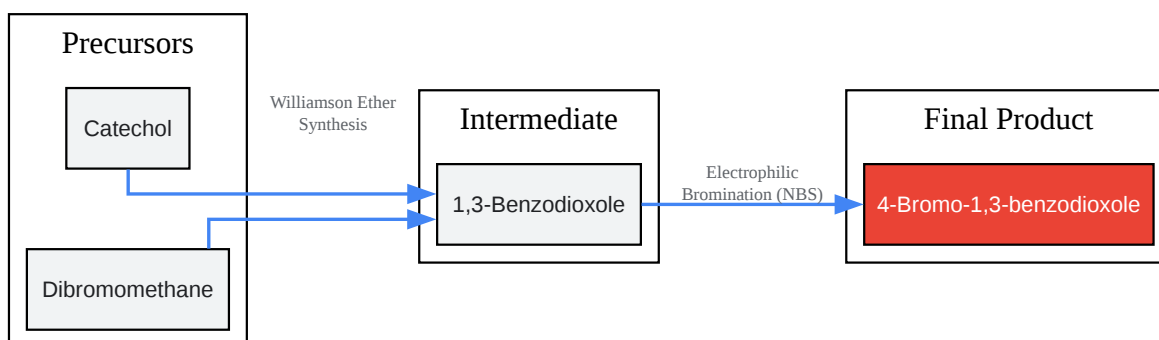 Precursors
Catechol
Dibromomethane
Williamson Ether
Synthesis
Intermediate
1,3-Benzodioxole
Electrophilic
Bromination (NBS)
Final Product
4-Bromo-1,3-benzodioxole